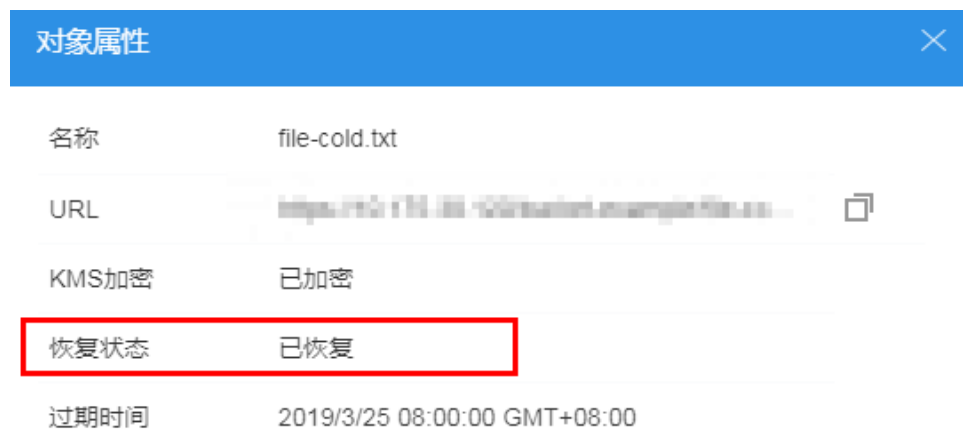 对象属性
名称 file-cold.txt
URL
KMS加密 已加密
恢复状态 已恢复
过期时间 2019/3/25 08:00:00 GMT+08:00